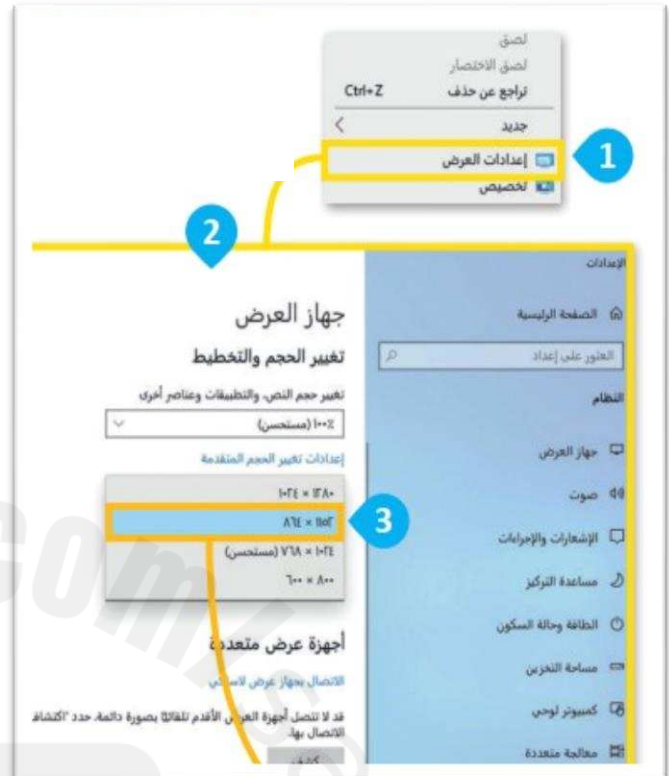 لصق
لصق الاختصار
تراجع عن حذف Ctrl+Z
جديد
إعدادات العرض
تخصيص
1
2
الإعدادات
الصفحة الرئيسية
العثور على إعداد
النظام
جهاز العرض
صوت
الإشعارات والإجراءات
مساعدة التركيز
الطاقة وحالة السكون
مساحة التخزين
كمبيوتر لوحي
معالجة متعددة
جهاز العرض
تغيير الحجم والتخطيط
تغيير حجم النص، والتطبيقات وعناصر أخرى
١٠٠٪ (مستحسن)
إعدادات تغيير الحجم المتقدمة
١٢٨٠ × ١٠٢٤
١١٥٢ × ٨٦٤
3
١٠٢٤ × ٧٦٨ (مستحسن)
٨٠٠ × ٦٠٠
أجهزة عرض متعددة
الاتصال بجهاز عرض لاسلكي
قد لا تتصل أجهزة العرض الأقدم تلقائيًا بصورة دائمة. حدد "اكتشاف
الاتصال بها.
com/s